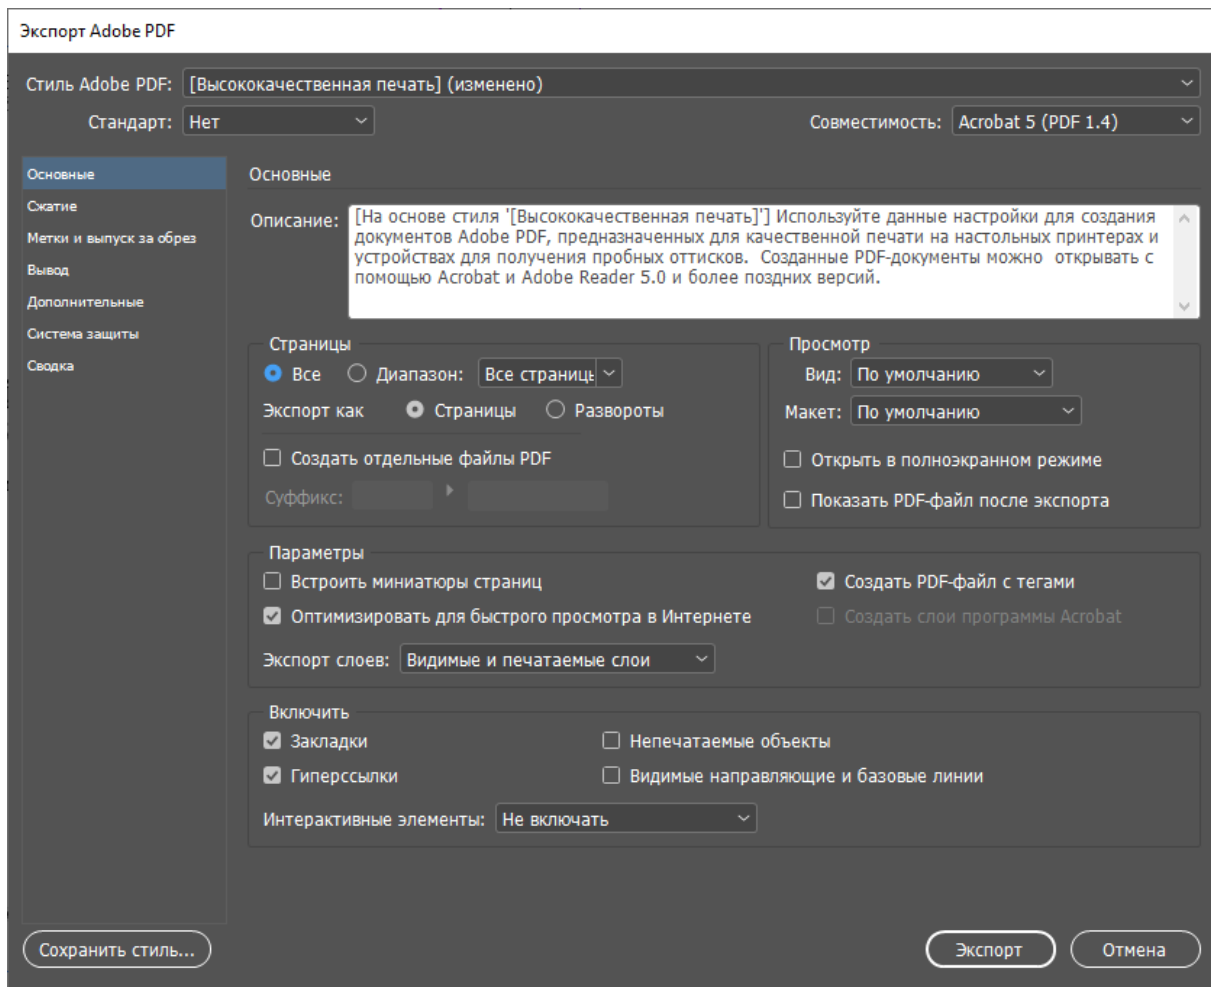 Экспорт Adobe PDF
Стиль Adobe PDF: [Высококачественная печать] (изменено)
Стандарт: Нет
Совместимость: Acrobat 5 (PDF 1.4)
Основные
Сжатие
Метки и выпуск за обрез
Вывод
Дополнительные
Система защиты
Сводка
Основные
Описание: [На основе стиля '[Высококачественная печать]'] Используйте данные настройки для создания
документов Adobe PDF, предназначенных для качественной печати на настольных принтерах и
устройствах для получения пробных оттисков.  Созданные PDF-документы можно  открывать с
помощью Acrobat и Adobe Reader 5.0 и более поздних версий.
Страницы
Все Диапазон: Все страницы
Экспорт как Страницы Развороты
Создать отдельные файлы PDF
Суффикс:
Просмотр
Вид: По умолчанию
Макет: По умолчанию
Открыть в полноэкранном режиме
Показать PDF-файл после экспорта
Параметры
Встроить миниатюры страниц
Создать PDF-файл с тегами
Оптимизировать для быстрого просмотра в Интернете
Создать слои программы Acrobat
Экспорт слоев: Видимые и печатаемые слои
Включить
Закладки
Непечатаемые объекты
Гиперссылки
Видимые направляющие и базовые линии
Интерактивные элементы: Не включать
Сохранить стиль...
Экспорт
Отмена